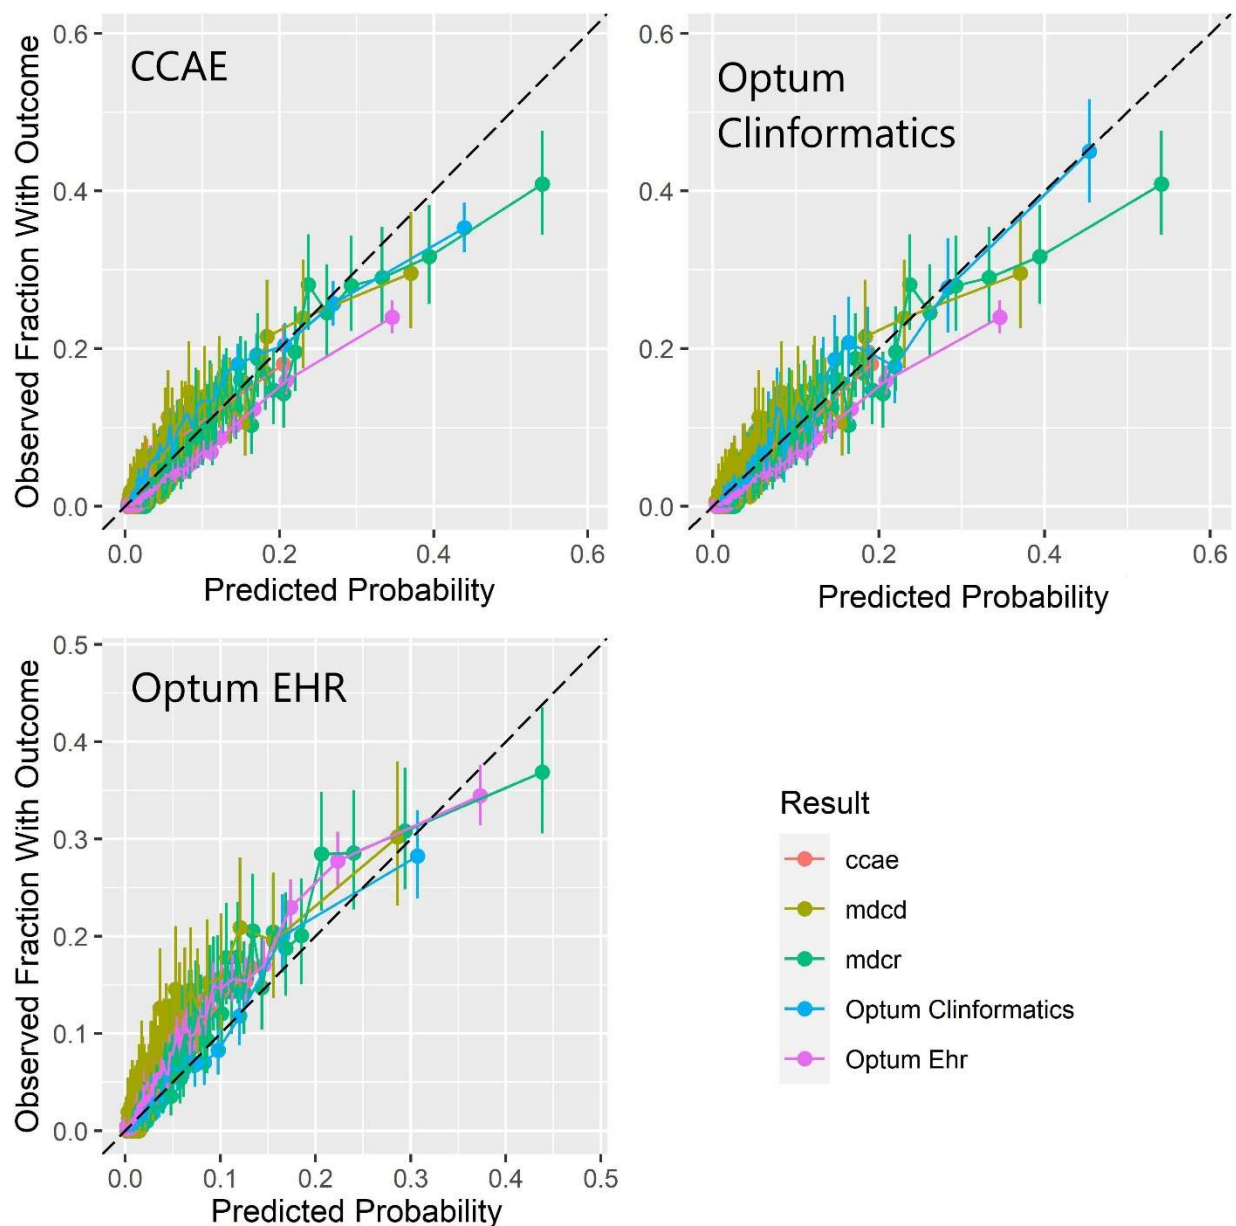 CCAE
Observed Fraction With Outcome
0.6
0.4
0.2
0.0
0.0 0.2 0.4 0.6
Predicted Probability
Optum
Clinformatics
0.6
0.4
0.2
0.0
0.0 0.2 0.4 0.6
Predicted Probability
Optum EHR
Observed Fraction With Outcome
0.5
0.4
0.3
0.2
0.1
0.0
0.0 0.1 0.2 0.3 0.4 0.5
Predicted Probability
Result
ccae
mdcd
mdcr
Optum Clinformatics
Optum Ehr